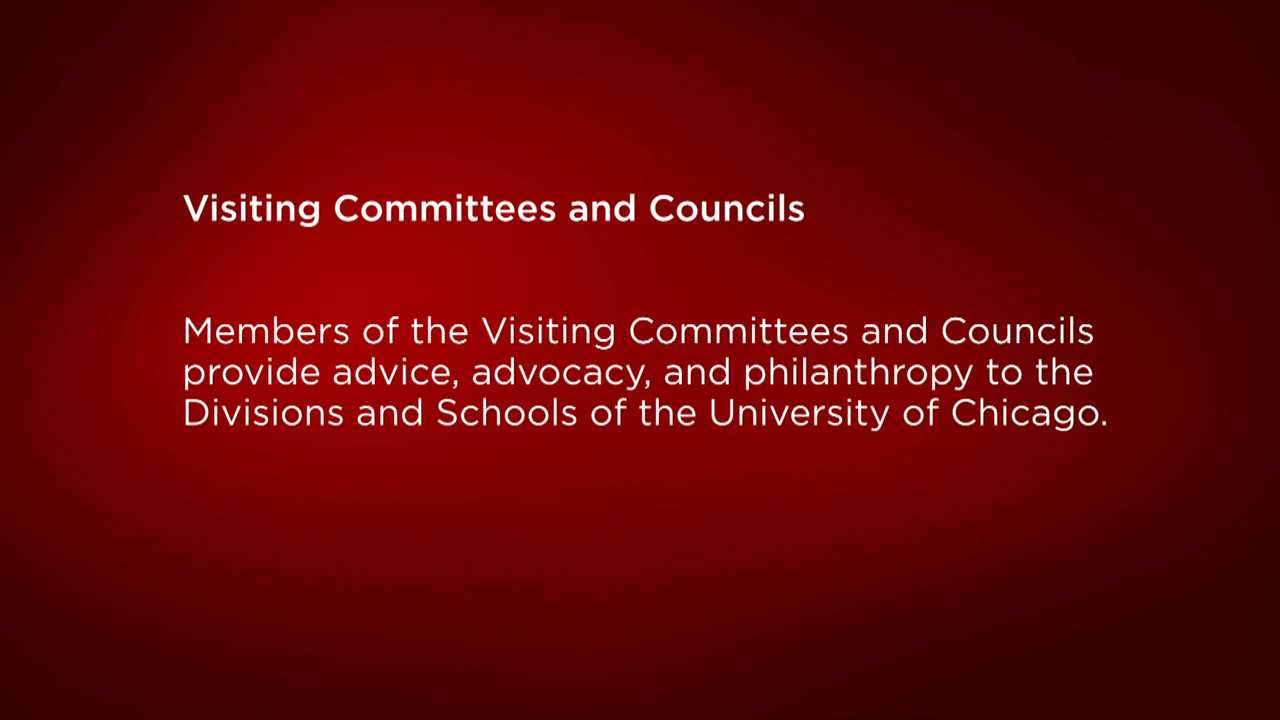 Visiting Committees and Councils
Members of the Visiting Committees and Councils
provide advice, advocacy, and philanthropy to the
Divisions and Schools of the University of Chicago.